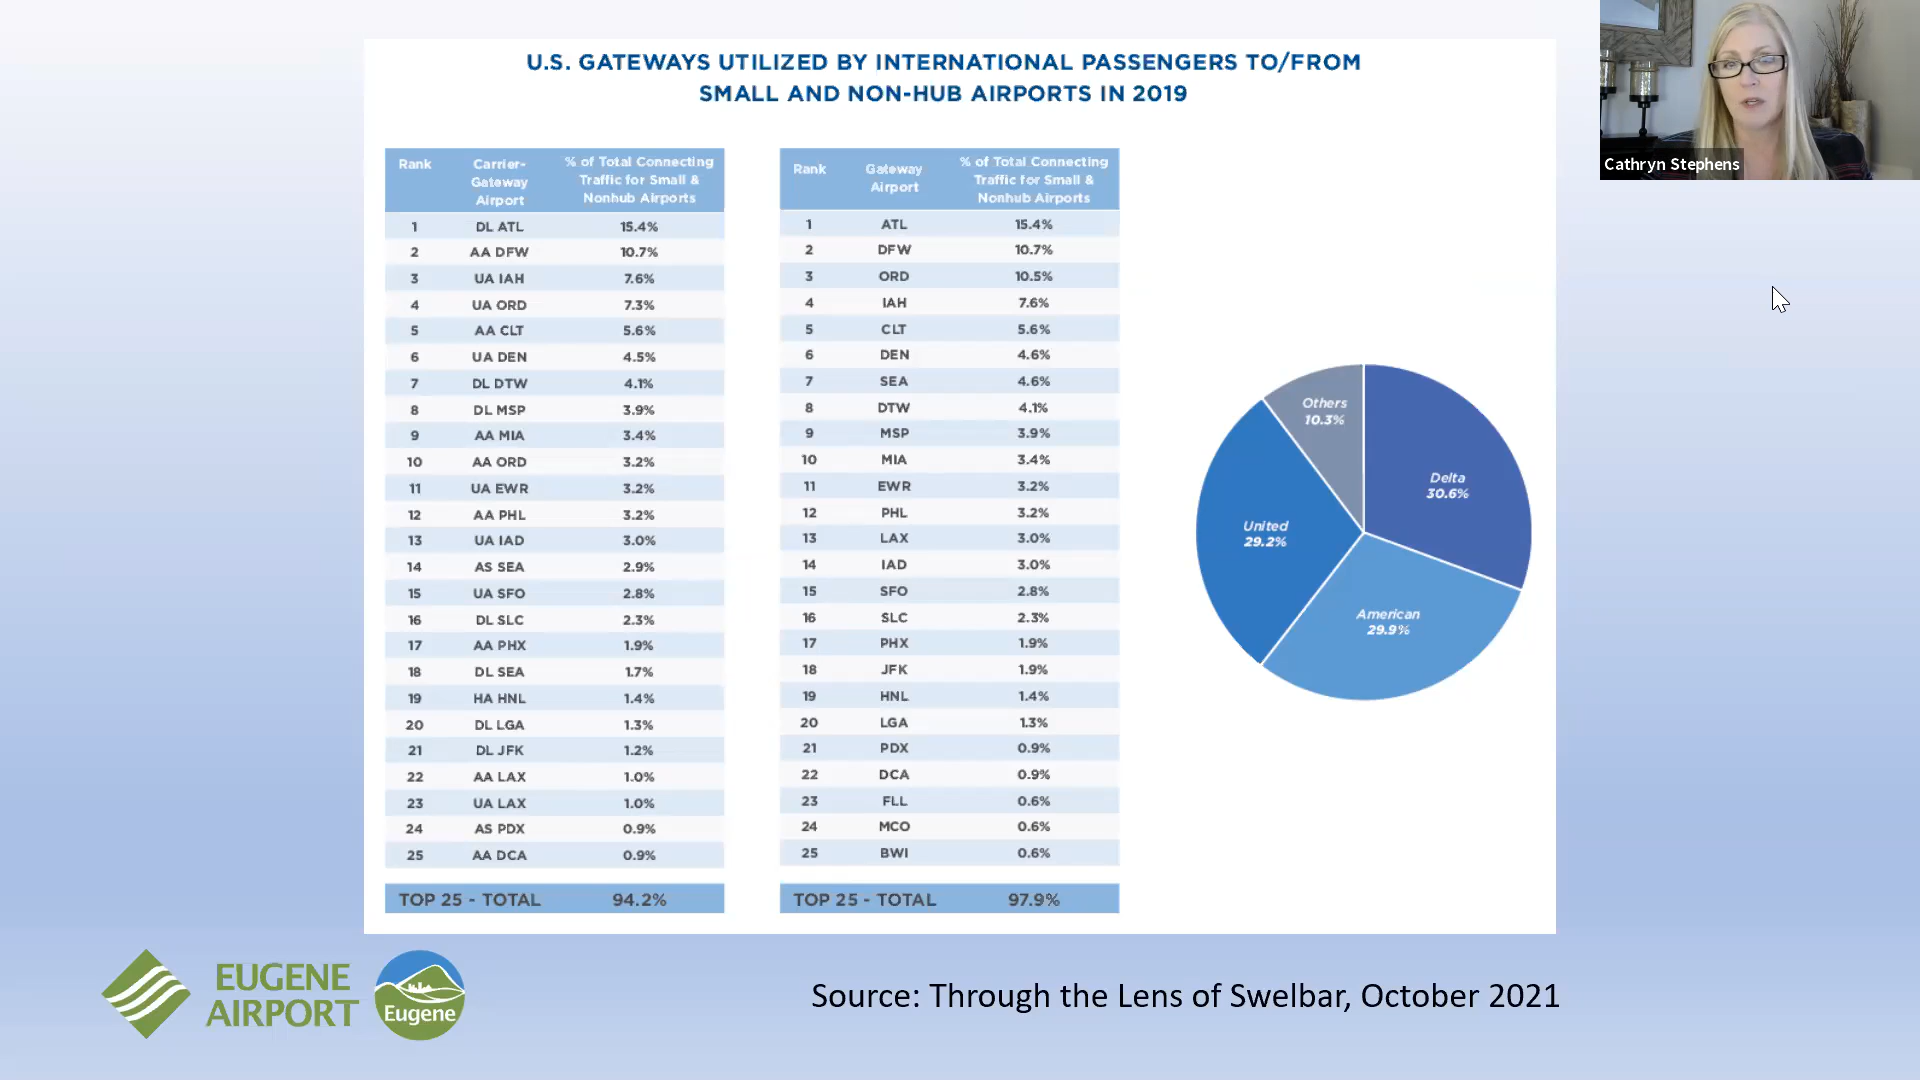 U.S. GATEWAYS UTILIZED BY INTERNATIONAL PASSENGERS TO/FROM
SMALL AND NON-HUB AIRPORTS IN 2019
Cathryn Stephens
Rank Carrier-Gateway Airport % of Total Connecting Traffic for Small & Nonhub Airports
1 DL ATL 15.4%
2 AA DFW 10.7%
3 UA IAH 7.6%
4 UA ORD 7.3%
5 AA CLT 5.6%
6 UA DEN 4.5%
7 DL DTW 4.1%
8 DL MSP 3.9%
9 AA MIA 3.4%
10 AA ORD 3.2%
11 UA EWR 3.2%
12 AA PHL 3.2%
13 UA IAD 3.0%
14 AS SEA 2.9%
15 UA SFO 2.8%
16 DL SLC 2.3%
17 AA PHX 1.9%
18 DL SEA 1.7%
19 HA HNL 1.4%
20 DL LGA 1.3%
21 DL JFK 1.2%
22 AA LAX 1.0%
23 UA LAX 1.0%
24 AS PDX 0.9%
25 AA DCA 0.9%
TOP 25 - TOTAL 94.2%
Rank Gateway Airport % of Total Connecting Traffic for Small & Nonhub Airports
1 ATL 15.4%
2 DFW 10.7%
3 ORD 10.5%
4 IAH 7.6%
5 CLT 5.6%
6 DEN 4.6%
7 SEA 4.6%
8 DTW 4.1%
9 MSP 3.9%
10 MIA 3.4%
11 EWR 3.2%
12 PHL 3.2%
13 LAX 3.0%
14 IAD 3.0%
15 SFO 2.8%
16 SLC 2.3%
17 PHX 1.9%
18 JFK 1.9%
19 HNL 1.4%
20 LGA 1.3%
21 PDX 0.9%
22 DCA 0.9%
23 FLL 0.6%
24 MCO 0.6%
25 BWI 0.6%
TOP 25 - TOTAL 97.9%
Others
10.3%
Delta
30.6%
United
29.2%
American
29.9%
EUGENE
AIRPORT
Eugene
Source: Through the Lens of Swelbar, October 2021